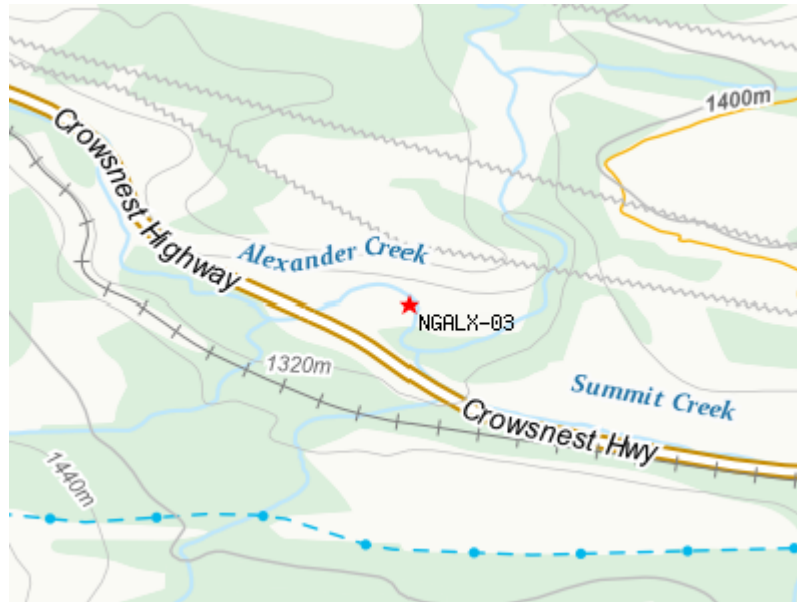 1400m
Crowsnest Highway
Alexander Creek
NGALX-03
1320m
Summit Creek
Crowsnest Hwy
1440m